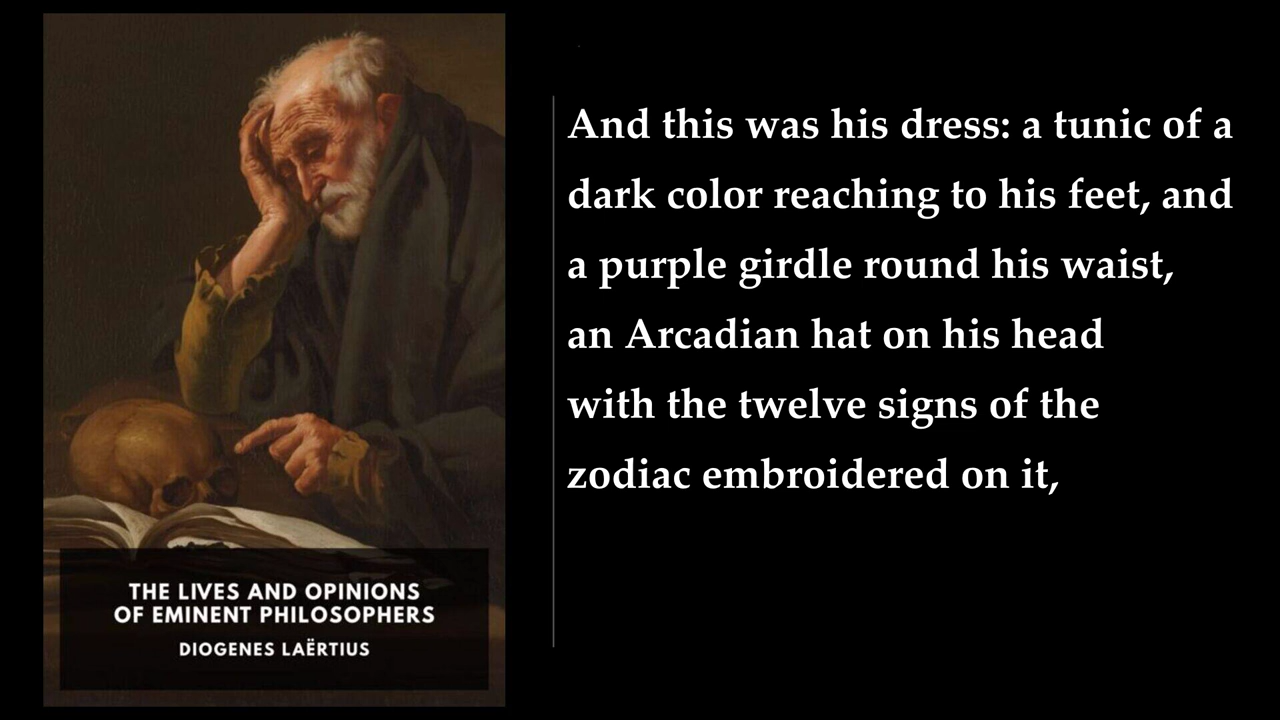 And this was his dress: a tunic of a
dark color reaching to his feet, and
a purple girdle round his waist,
an Arcadian hat on his head
with the twelve signs of the
zodiac embroidered on it,
THE LIVES AND OPINIONS
OF EMINENT PHILOSOPHERS
DIOGENES LAËRTIUS